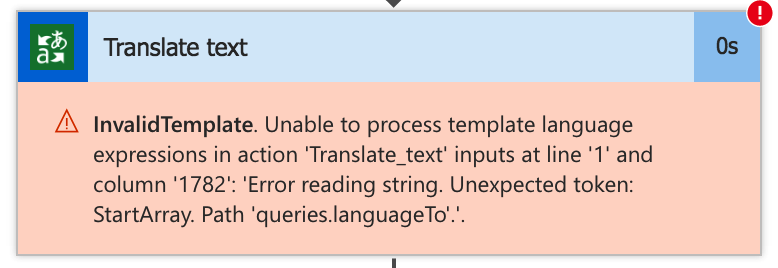 !
あ
a
Translate text
0s
InvalidTemplate. Unable to process template language
expressions in action 'Translate_text' inputs at line '1' and
column '1782': 'Error reading string. Unexpected token:
StartArray. Path 'queries.languageTo'.'.